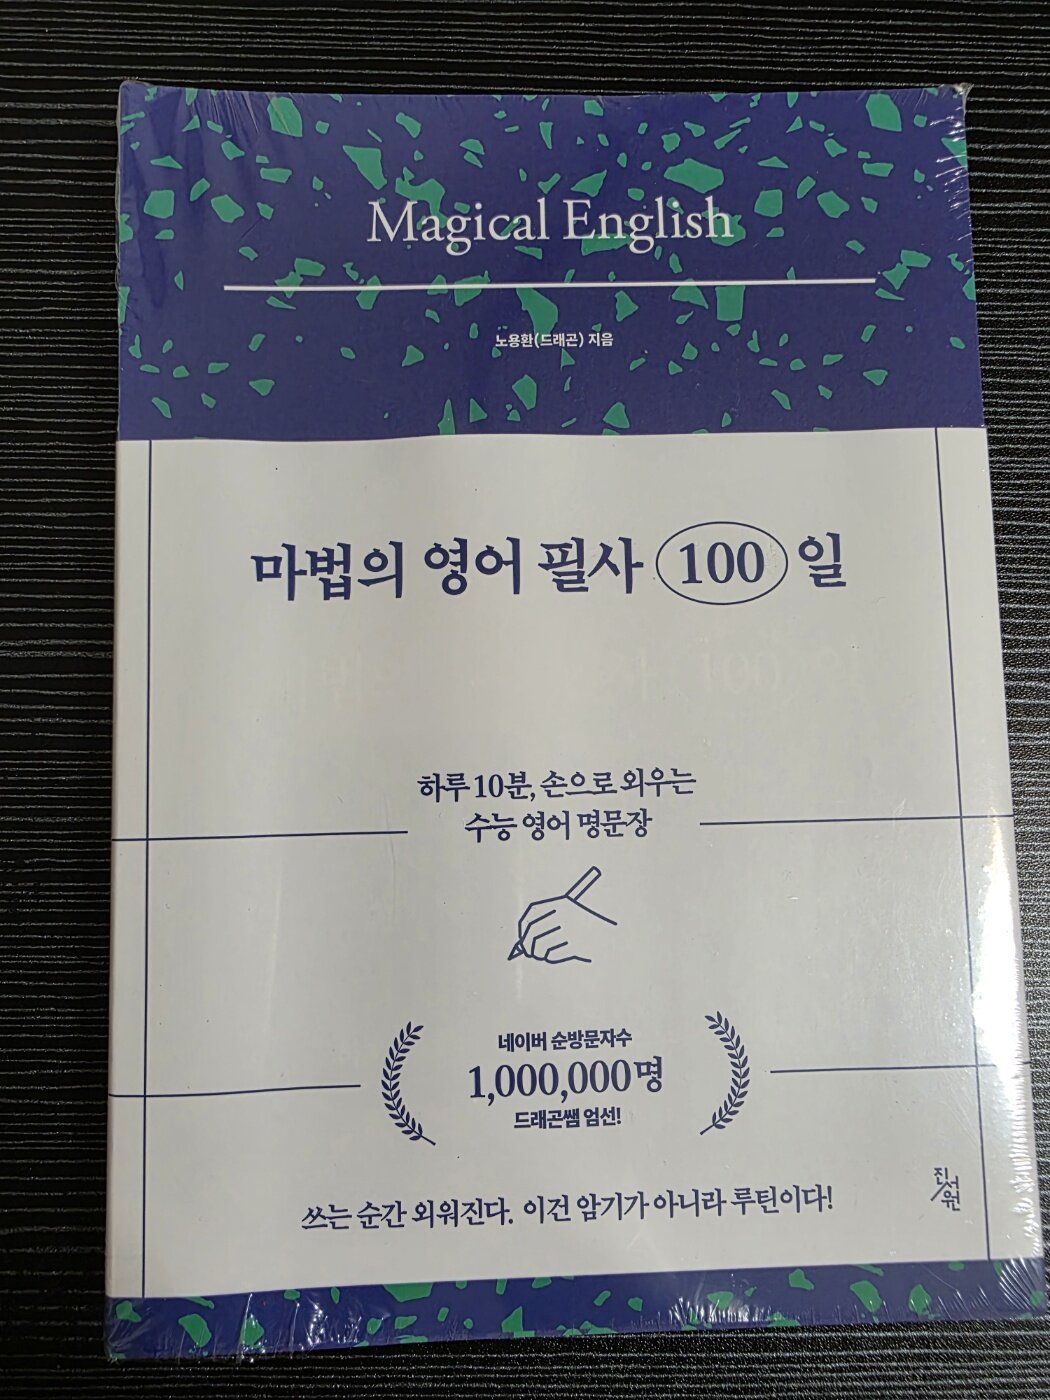 Magical English
노용환(드래곤) 지음
마법의 영어 필사 100 일
하루 10분, 손으로 외우는
수능 영어 명문장
네이버 순방문자수
1,000,000명
드래곤쌤 엄선!
진서원
쓰는 순간 외워진다. 이건 암기가 아니라 루틴이다!